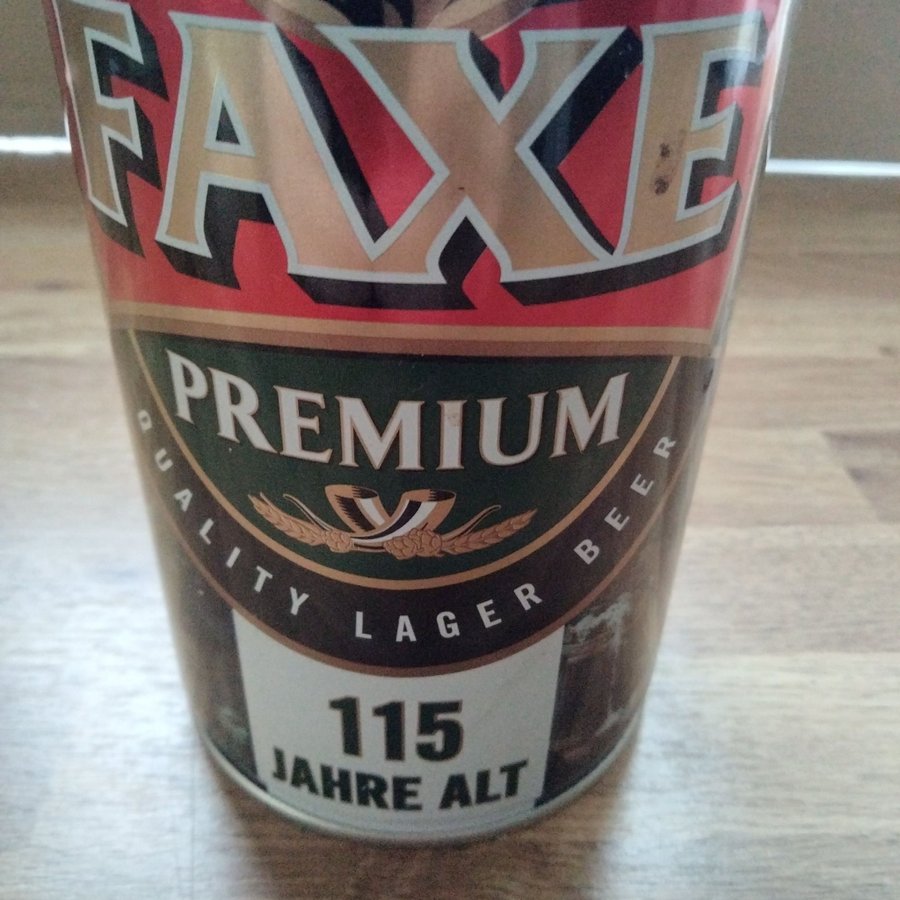 FAXE
PREMIUM
QUALITY LAGER BEER
115
JAHRE ALT